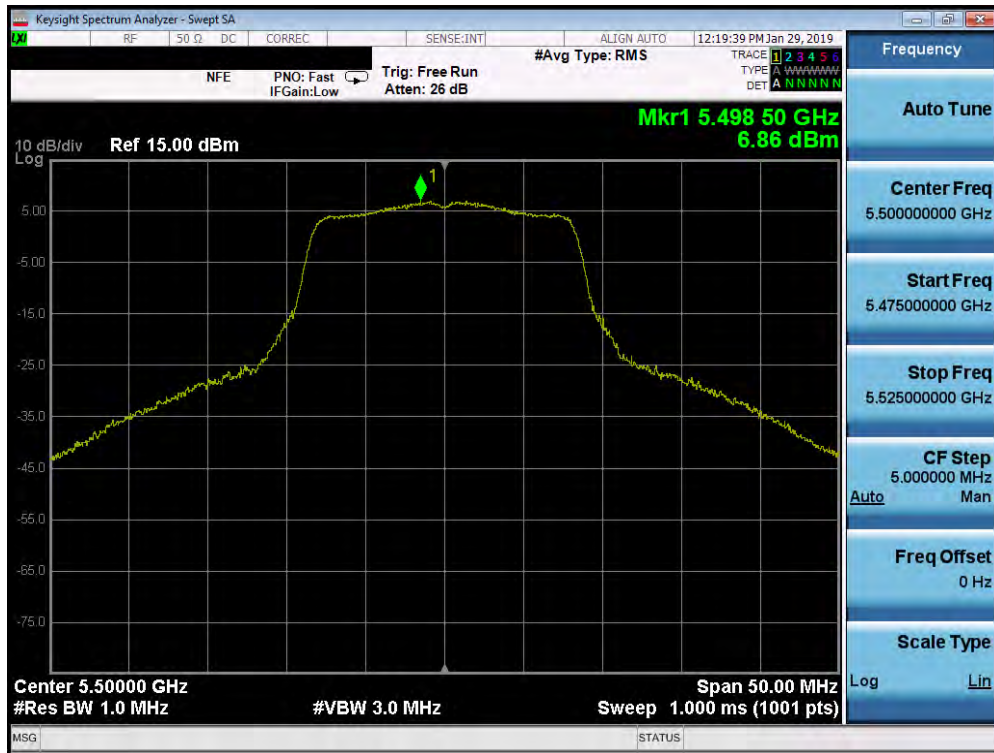 Keysight Spectrum Analyzer - Swept SA
LXI RF 50 Ω DC CORREC SENSE:INT ALIGN AUTO 12:19:39 PM Jan 29, 2019
NFE PNO: Fast IFGain:Low Trig: Free Run Atten: 26 dB #Avg Type: RMS
TRACE 1 2 3 4 5 6
TYPE A WWWWW
DET A N N N N N
Mkr1 5.498 50 GHz
6.86 dBm
10 dB/div Ref 15.00 dBm
Log
1
5.00
-5.00
-15.0
-25.0
-35.0
-45.0
-55.0
-65.0
-75.0
Center 5.50000 GHz Span 50.00 MHz
#Res BW 1.0 MHz #VBW 3.0 MHz Sweep 1.000 ms (1001 pts)
MSG STATUS
Frequency
Auto Tune
Center Freq
5.500000000 GHz
Start Freq
5.475000000 GHz
Stop Freq
5.525000000 GHz
CF Step
5.000000 MHz
Auto Man
Freq Offset
0 Hz
Scale Type
Log Lin